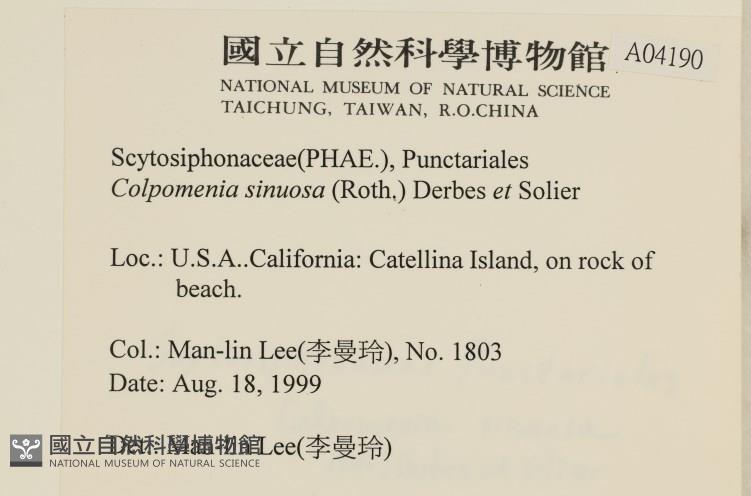 國立自然科學博物館
A04190
NATIONAL MUSEUM OF NATURAL SCIENCE
TAICHUNG, TAIWAN, R.O.CHINA
Scytosiphonaceae(PHAE.), Punctariales
Colpomenia sinuosa (Roth,) Derbes et Solier
Loc.: U.S.A..California: Catellina Island, on rock of
beach.
Col.: Man-lin Lee(李曼玲), No. 1803
Date: Aug. 18, 1999
Det.: Man-lin Lee(李曼玲)
國立自然科學博物館
NATIONAL MUSEUM OF NATURAL SCIENCE